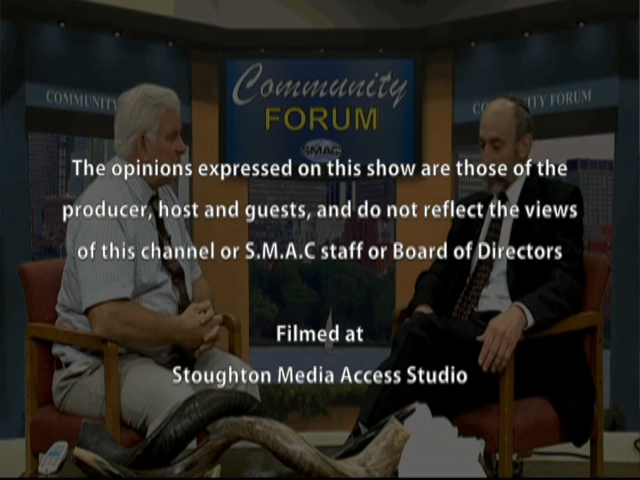 Community
FORUM
COMMUNITY
COMMUNITY FORUM
SMAC
The opinions expressed on this show are those of the
producer, host and guests, and do not reflect the views
of this channel or S.M.A.C staff or Board of Directors
Filmed at
Stoughton Media Access Studio